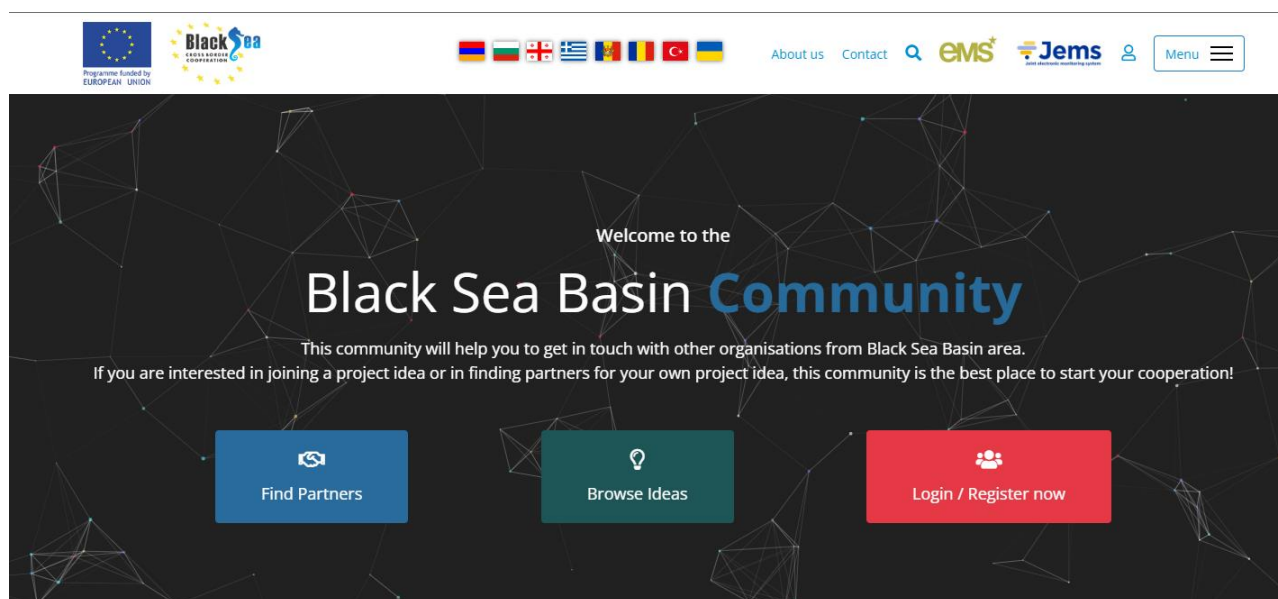 Programme funded by
EUROPEAN UNION
Black Sea
CROSS BORDER
COOPERATION
About us
Contact
eMS
Jems
Joint electronic monitoring system
Menu
Welcome to the
Black Sea Basin Community
This community will help you to get in touch with other organisations from Black Sea Basin area.
If you are interested in joining a project idea or in finding partners for your own project idea, this community is the best place to start your cooperation!
Find Partners
Browse Ideas
Login / Register now